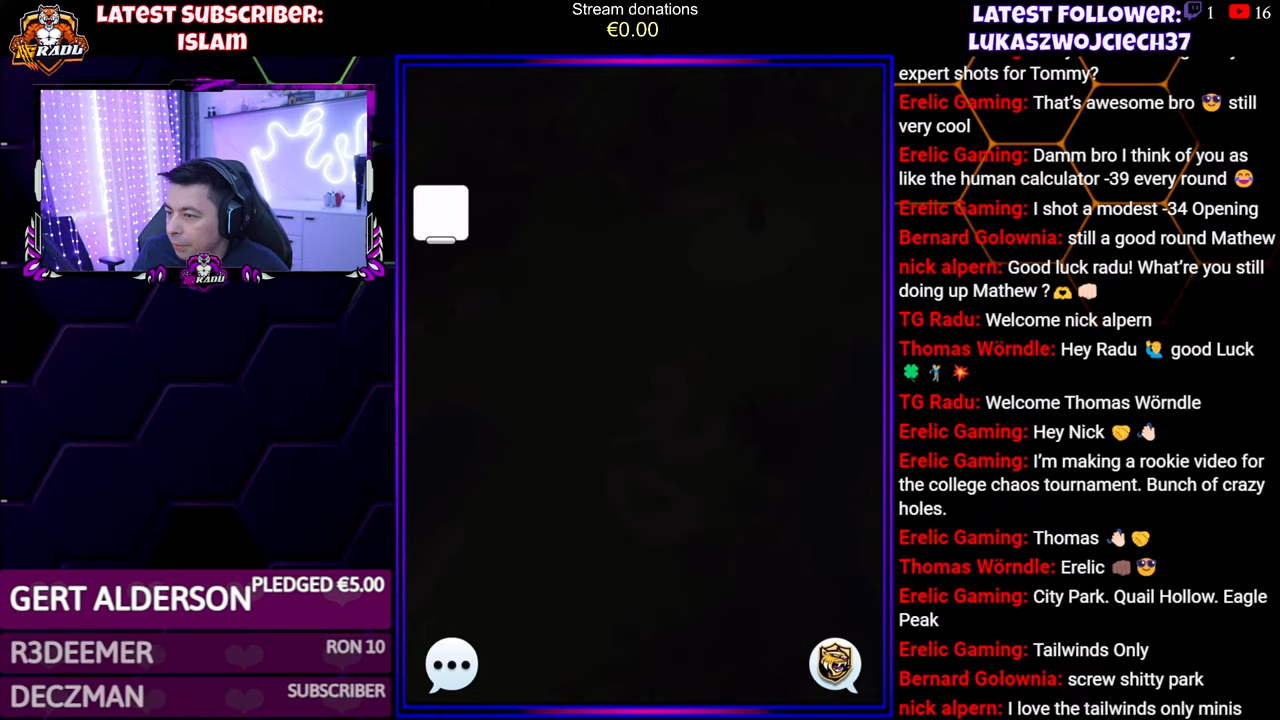 LATEST SUBSCRIBER:
ISLAM
RADU
Stream donations
€0.00
LATEST FOLLOWER:
LUKASZWOJCIECH37
1
16
GERT ALDERSON
PLEDGED €5.00
R3DEEMER
RON 10
DECZMAN
SUBSCRIBER
expert shots for Tommy?
Erelic Gaming: That's awesome bro 😎 still
very cool
Erelic Gaming: Damm bro I think of you as
like the human calculator -39 every round 😂
Erelic Gaming: I shot a modest -34 Opening
Bernard Golownia: still a good round Mathew
nick alpern: Good luck radu! What're you still
doing up Mathew ?🫶 👊🏻
TG Radu: Welcome nick alpern
Thomas Wörndle: Hey Radu 🙋‍♂️ good Luck
🍀 🏌️ 💥
TG Radu: Welcome Thomas Wörndle
Erelic Gaming: Hey Nick 🤝 👋🏻
Erelic Gaming: I'm making a rookie video for
the college chaos tournament. Bunch of crazy
holes.
Erelic Gaming: Thomas 👋🏻 🤝
Thomas Wörndle: Erelic 👊🏾 😎
Erelic Gaming: City Park. Quail Hollow. Eagle
Peak
Erelic Gaming: Tailwinds Only
Bernard Golownia: screw shitty park
nick alpern: I love the tailwinds only minis